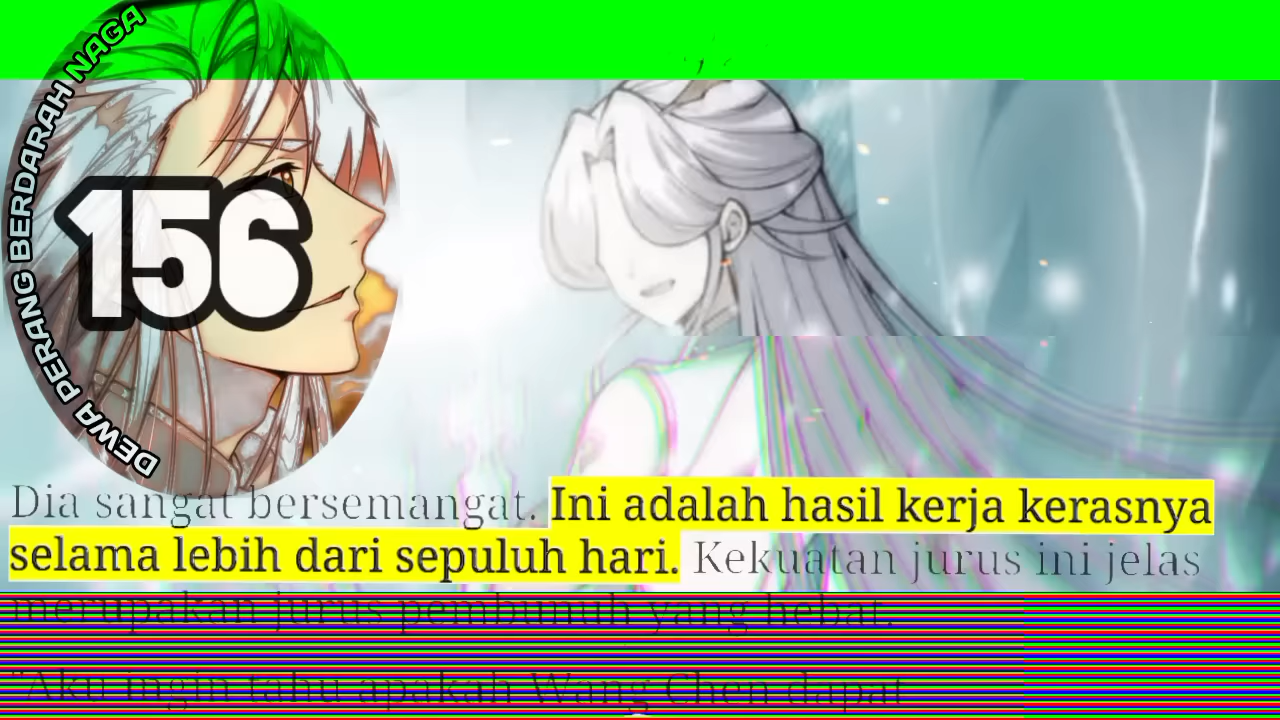 DEWA PERANG BERDARAH NAGA
156
Dia sangat bersemangat. Ini adalah hasil kerja kerasnya
selama lebih dari sepuluh hari. Kekuatan jurus ini jelas
merupakan jurus pembunuh yang hebat.
"Aku ingin tahu apakah Wang Chen dapat